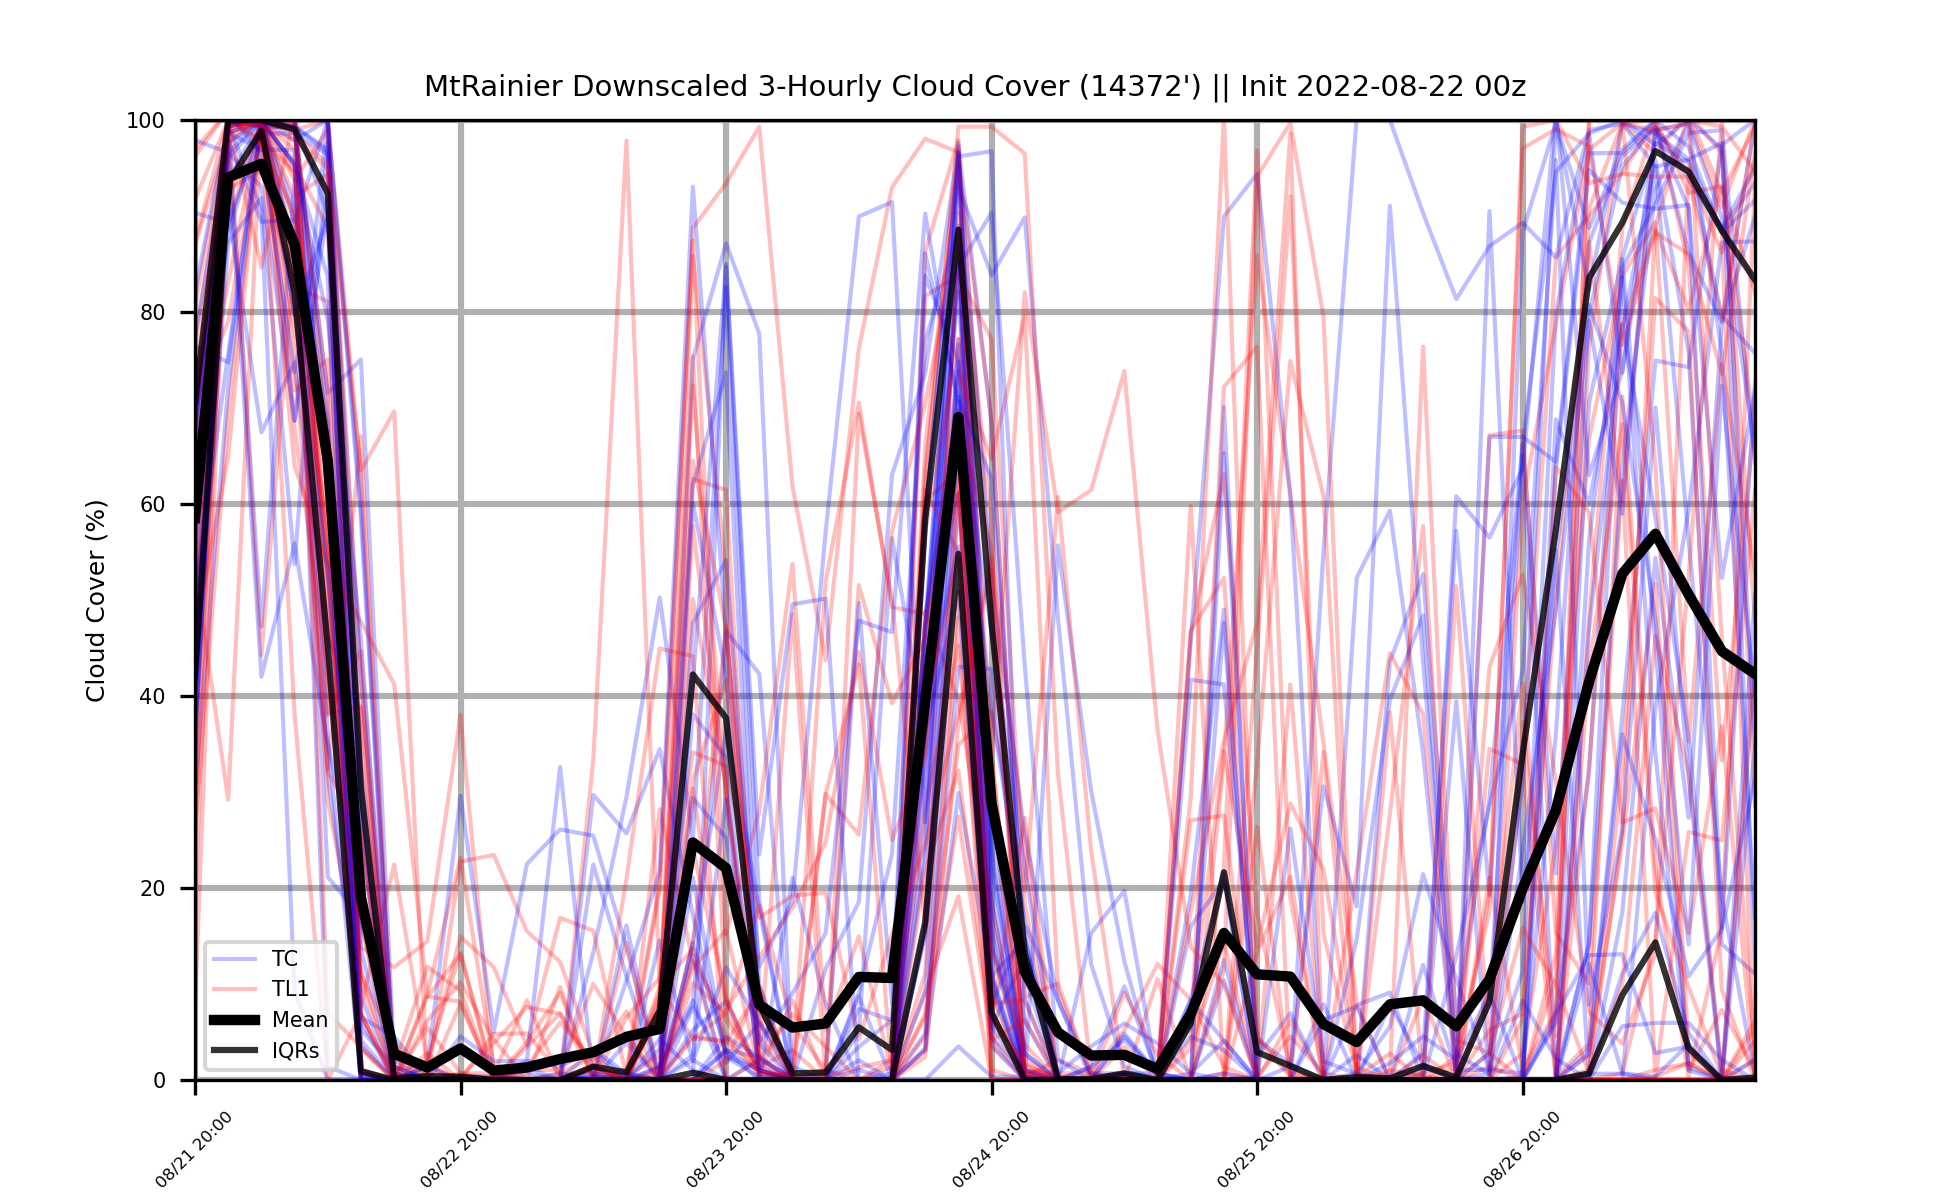 MtRainier Downscaled 3-Hourly Cloud Cover (14372') || Init 2022-08-22 00z
Cloud Cover (%)
100
80
60
40
20
0
TC
TL1
Mean
IQRs
08/21 20:00
08/22 20:00
08/23 20:00
08/24 20:00
08/25 20:00
08/26 20:00